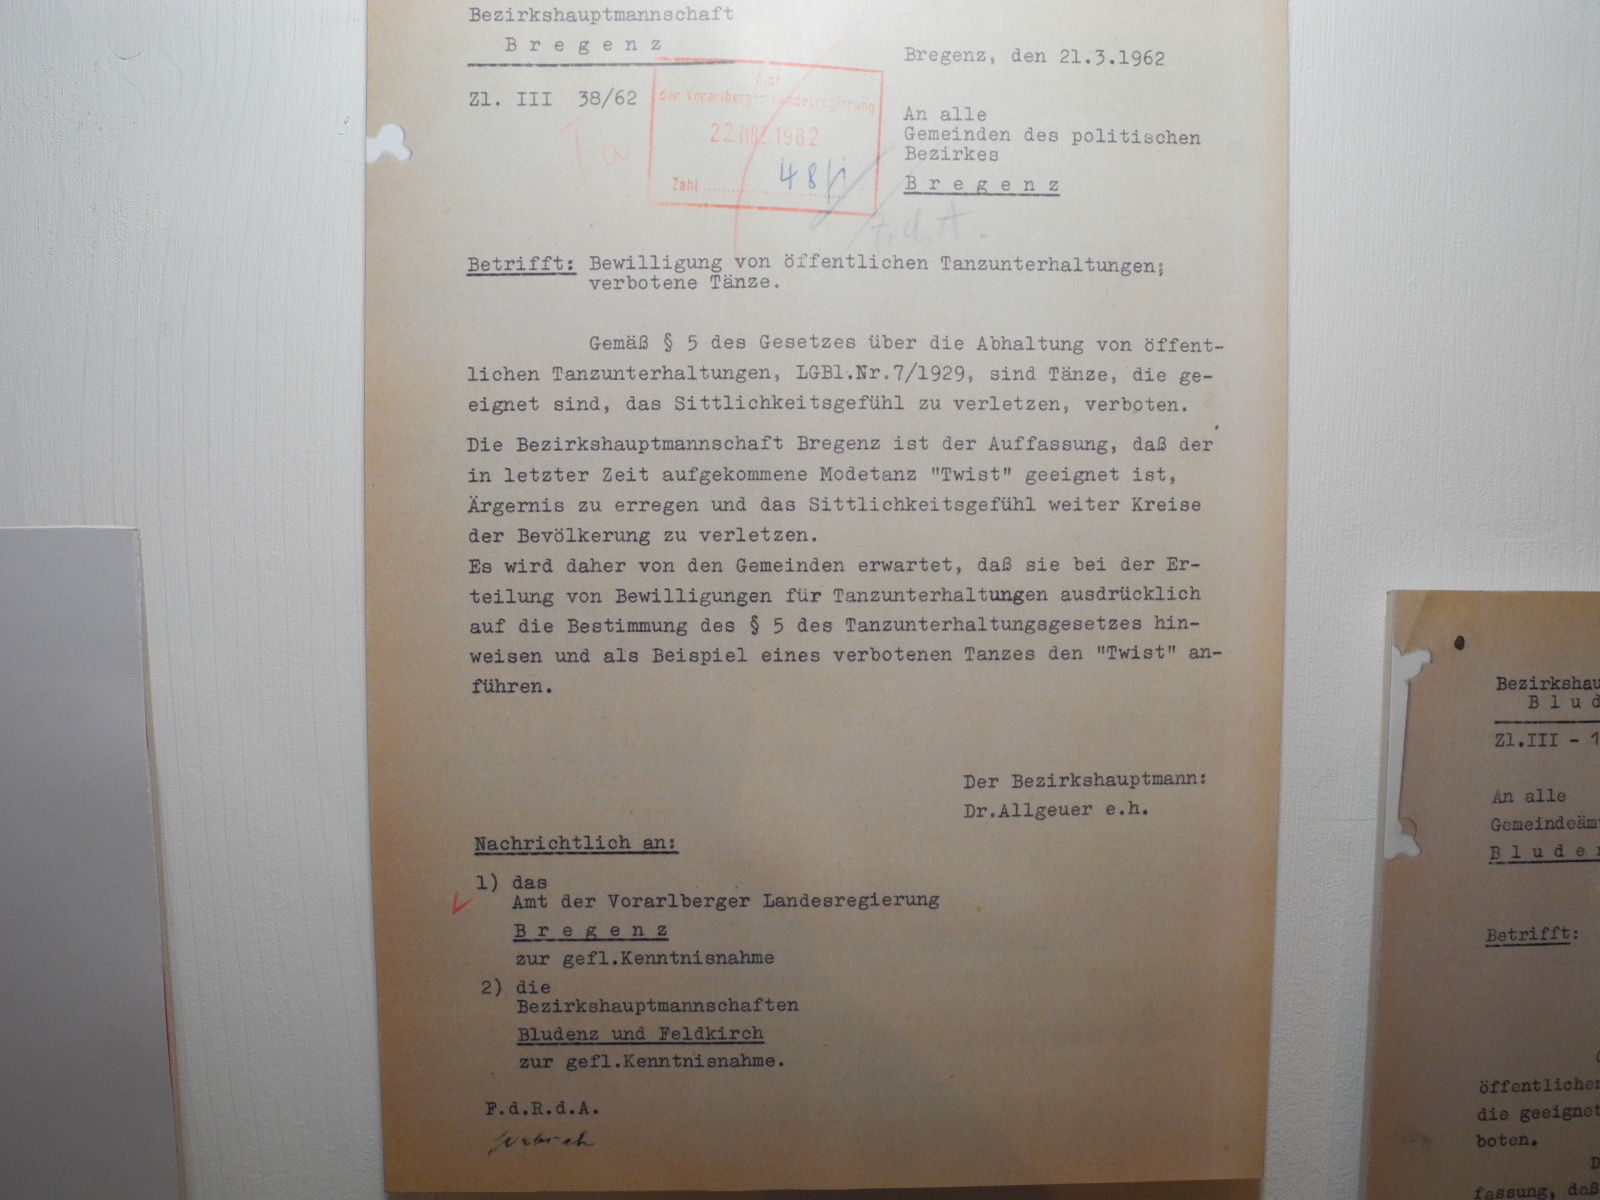 Bezirkshauptmannschaft
B r e g e n z
Bregenz, den 21.3.1962
Zl. III 38/62
Amt
der Vorarlberger Landesregierung
22 MRZ 1962
Zahl
48
An alle
Gemeinden des politischen
Bezirkes
B r e g e n z
t.d.A.
Betrifft: Bewilligung von öffentlichen Tanzunterhaltungen;
verbotene Tänze.
Gemäß § 5 des Gesetzes über die Abhaltung von öffent-
lichen Tanzunterhaltungen, LGBl.Nr.7/1929, sind Tänze, die ge-
eignet sind, das Sittlichkeitsgefühl zu verletzen, verboten.
Die Bezirkshauptmannschaft Bregenz ist der Auffassung, daß der
in letzter Zeit aufgekommene Modetanz "Twist" geeignet ist,
Ärgernis zu erregen und das Sittlichkeitsgefühl weiter Kreise
der Bevölkerung zu verletzen.
Es wird daher von den Gemeinden erwartet, daß sie bei der Er-
teilung von Bewilligungen für Tanzunterhaltungen ausdrücklich
auf die Bestimmung des § 5 des Tanzunterhaltungsgesetzes hin-
weisen und als Beispiel eines verbotenen Tanzes den "Twist" an-
führen.
Der Bezirkshauptmann:
Dr.Allgeuer e.h.
Nachrichtlich an:
1) das
Amt der Vorarlberger Landesregierung
B r e g e n z
zur gefl.Kenntnisnahme
2) die
Bezirkshauptmannschaften
Bludenz und Feldkirch
zur gefl.Kenntnisnahme.
F.d.R.d.A.
Bezirkshau
B l u d
Zl.III - 1
An alle
Gemeindeäm
B l u d e
Betrifft:
öffentlichen
die geeignet
boten.
D
fassung, daß